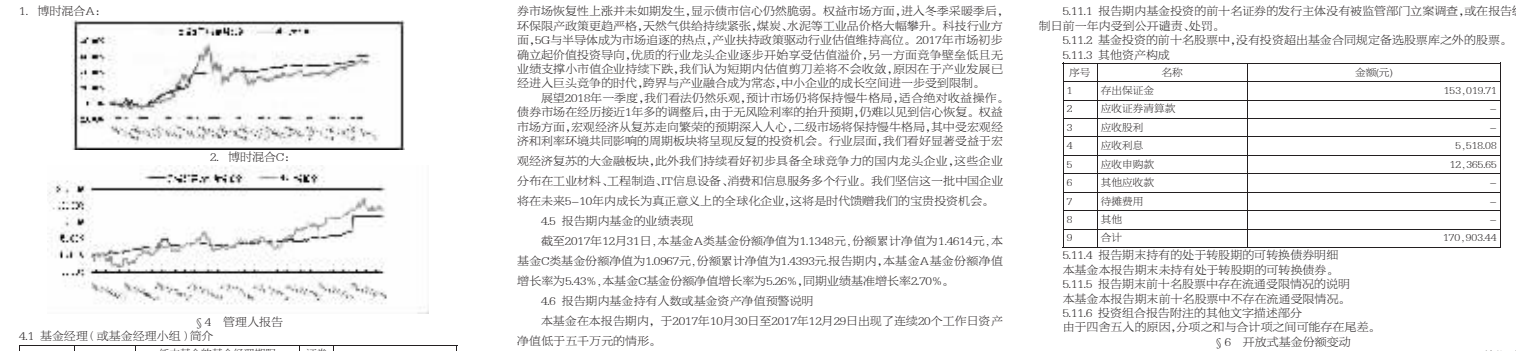 1. 博时混合A:
2. 博时混合C:
§4 管理人报告
4.1 基金经理(或基金经理小组)简介
券市场恢复性上涨并未如期发生,显示债市信心仍然脆弱。权益市场方面,进入冬季采暖季后,
环保限产政策更趋严格,天然气供给持续紧张,煤炭、水泥等工业品价格大幅攀升。科技行业方
面,5G与半导体成为市场追逐的热点,产业扶持政策驱动行业估值维持高位。2017年市场初步
确立起价值投资导向,优质的行业龙头企业逐步开始享受估值溢价,另一方面竞争壁垒低且无
业绩支撑小市值企业持续下跌,我们认为短期内估值剪刀差将不会收敛,原因在于产业发展已
经进入巨头竞争的时代,跨界与产业融合成为常态,中小企业的成长空间进一步受到限制。
展望2018年一季度,我们看法仍然乐观,预计市场仍将保持慢牛格局,适合绝对收益操作。
债券市场在经历接近1年多的调整后,由于无风险利率的抬升预期,仍难以见到信心恢复。权益
市场方面,宏观经济从复苏走向繁荣的预期深入人心,二级市场将保持慢牛格局,其中受宏观经
济和利率环境共同影响的周期板块将呈现反复的投资机会。行业层面,我们看好显著受益于宏
观经济复苏的大金融板块,此外我们持续看好初步具备全球竞争力的国内龙头企业,这些企业
分布在工业材料、工程制造、IT信息设备、消费和信息服务多个行业。我们坚信这一批中国企业
将在未来5-10年内成长为真正意义上的全球化企业,这将是时代馈赠我们的宝贵投资机会。
4.5 报告期内基金的业绩表现
截至2017年12月31日,本基金A类基金份额净值为1.1348元,份额累计净值为1.4614元,本
基金C类基金份额净值为1.0967元,份额累计净值为1.4393元.报告期内,本基金A基金份额净值
增长率为5.43%,本基金C基金份额净值增长率为5.26%,同期业绩基准增长率2.70%。
4.6 报告期内基金持有人数或基金资产净值预警说明
本基金在本报告期内, 于2017年10月30日至2017年12月29日出现了连续20个工作日资产
净值低于五千万元的情形。
5.11.1 报告期内基金投资的前十名证券的发行主体没有被监管部门立案调查,或在报告编
制日前一年内受到公开谴责、处罚。
5.11.2 基金投资的前十名股票中,没有投资超出基金合同规定备选股票库之外的股票。
5.11.3 其他资产构成
序号 名称 金额(元)
1 存出保证金 153,019.71
2 应收证券清算款 -
3 应收股利 -
4 应收利息 5,518.08
5 应收申购款 12,365.65
6 其他应收款 -
7 待摊费用 -
8 其他 -
9 合计 170,903.44
5.11.4 报告期末持有的处于转股期的可转换债券明细
本基金本报告期末未持有处于转股期的可转换债券。
5.11.5 报告期末前十名股票中存在流通受限情况的说明
本基金本报告期末前十名股票中不存在流通受限情况。
5.11.6 投资组合报告附注的其他文字描述部分
由于四舍五入的原因,分项之和与合计项之间可能存在尾差。
§6 开放式基金份额变动